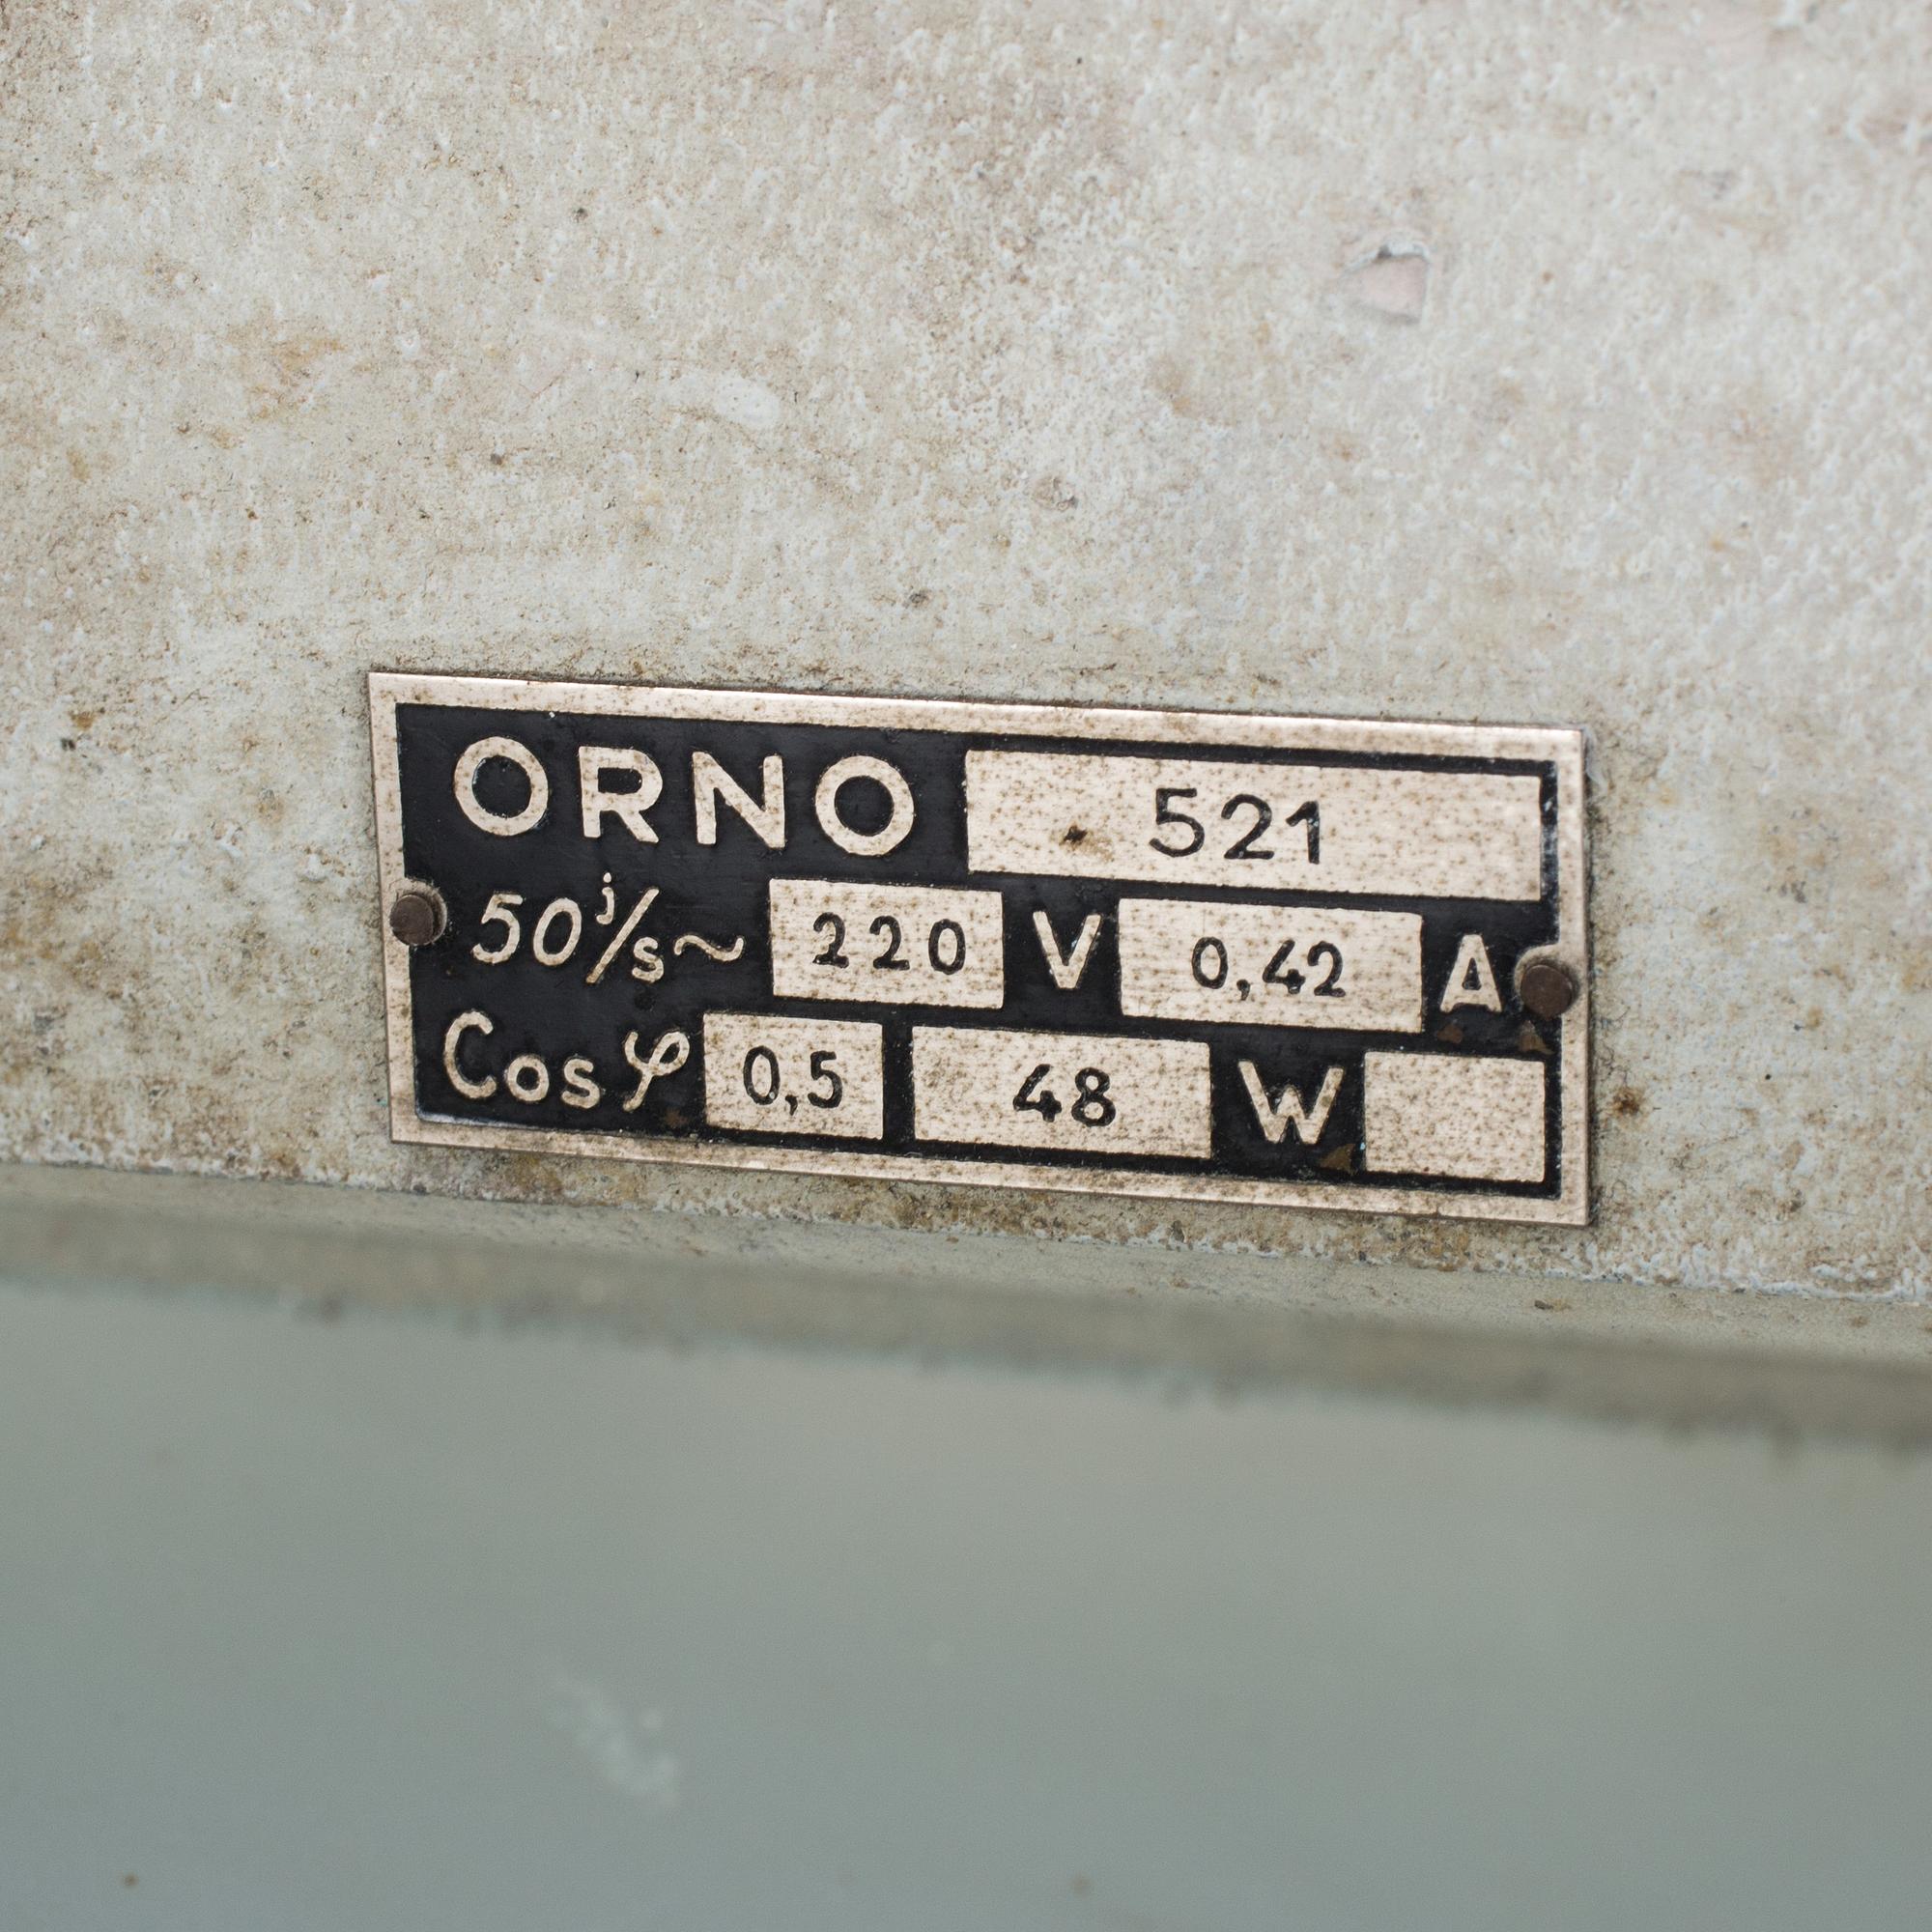 ORNO 521
50 j/s ~ 220 V 0,42 A
Cos φ 0,5 48 W